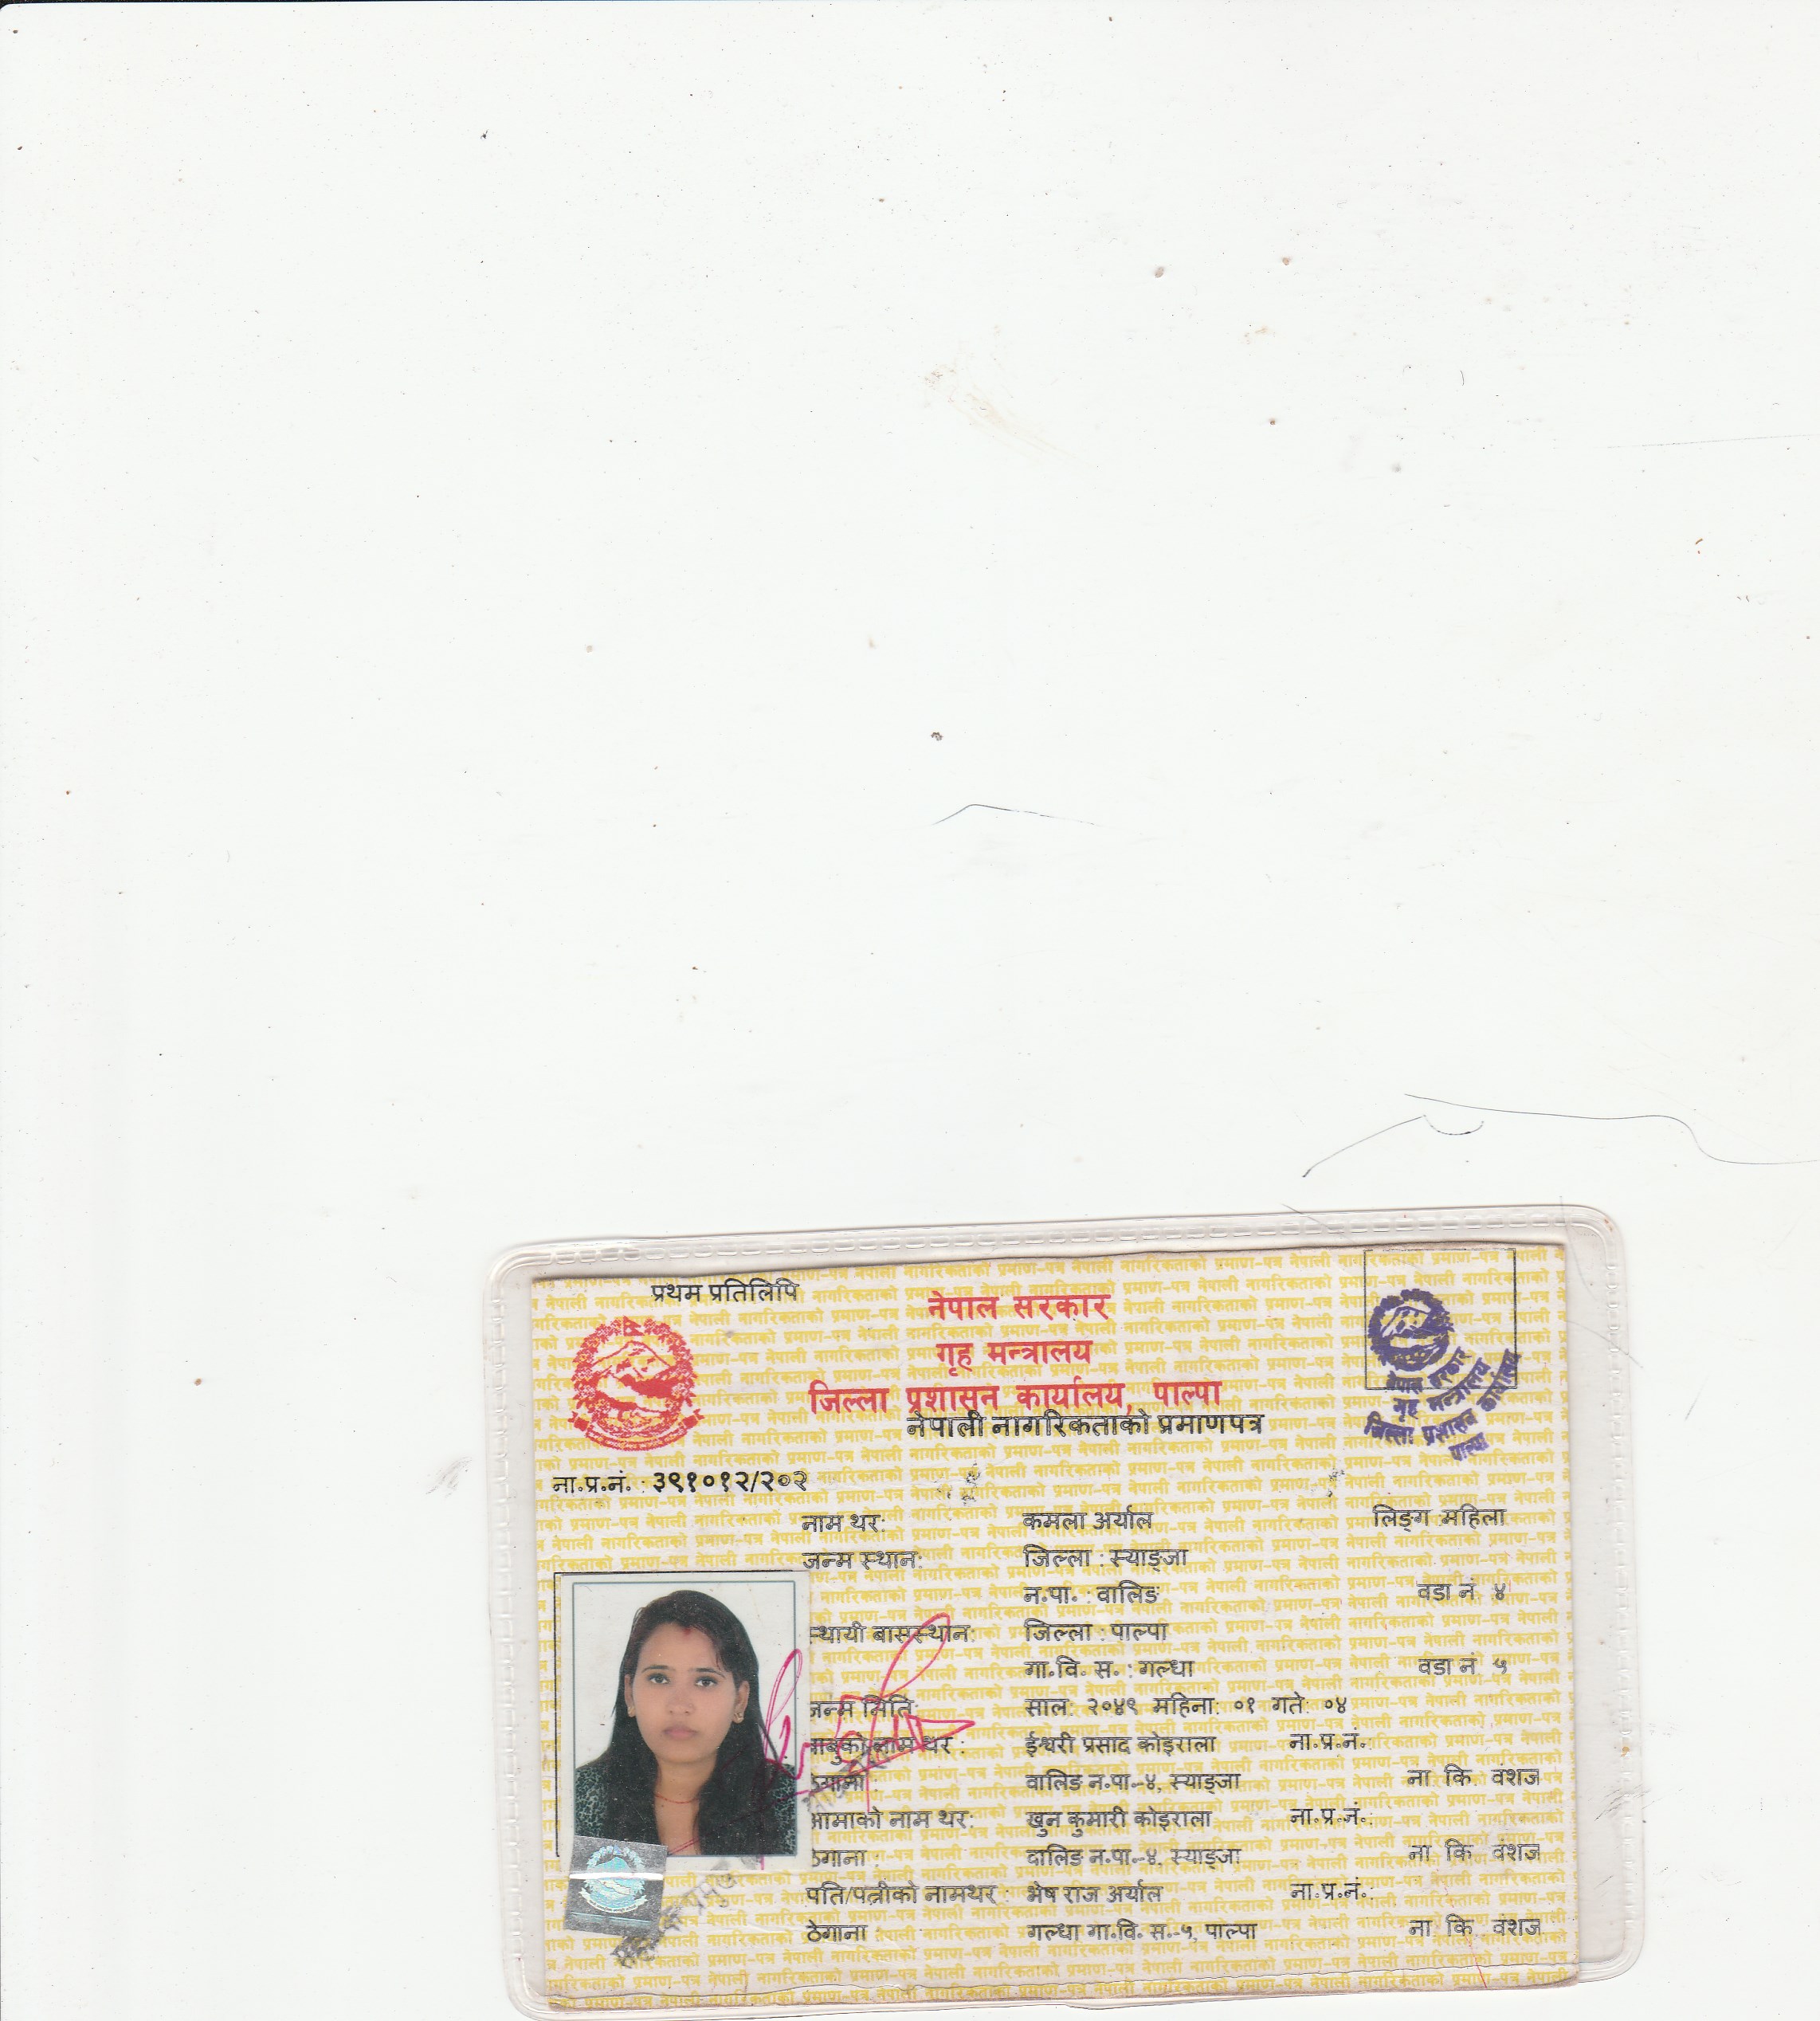 प्रथम प्रतिलिपि
नेपाल सरकार
गृह मन्त्रालय
जिल्ला प्रशासन कार्यालय, पाल्पा
नेपाली नागरिकताको प्रमाणपत्र
नेपाल सरकार
गृह मन्त्रालय
जिल्ला प्रशासन कार्यालय
पाल्पा
ना.प्र.नं. : ३९१०१२/२०२
नाम थर: कमला अर्याल लिङ्ग महिला
जन्म स्थान: जिल्ला : स्याङ्जा
न.पा. : वालिङ वडा नं ४
स्थायी बासस्थान: जिल्ला : पाल्पा
गा.वि. स. : गल्धा वडा नं ५
जन्म मिति: साल: २०४९ महिना: ०१ गते: ०४
बाबुको नाम थर : ईश्वरी प्रसाद कोइराला ना.प्र.नं.:
ठेगाना वालिङ न.पा.-४, स्याङ्जा ना कि वंशज
आमाको नाम थर: खुन कुमारी कोइराला ना.प्र.नं.:
ठेगाना : वालिङ न.पा.-४, स्याङ्जा ना कि वंशज
पति/पत्नीको नामथर : भेष राज अर्याल ना.प्र.नं.:
ठेगाना गल्धा गा.वि. स.-५, पाल्पा ना कि वंशज